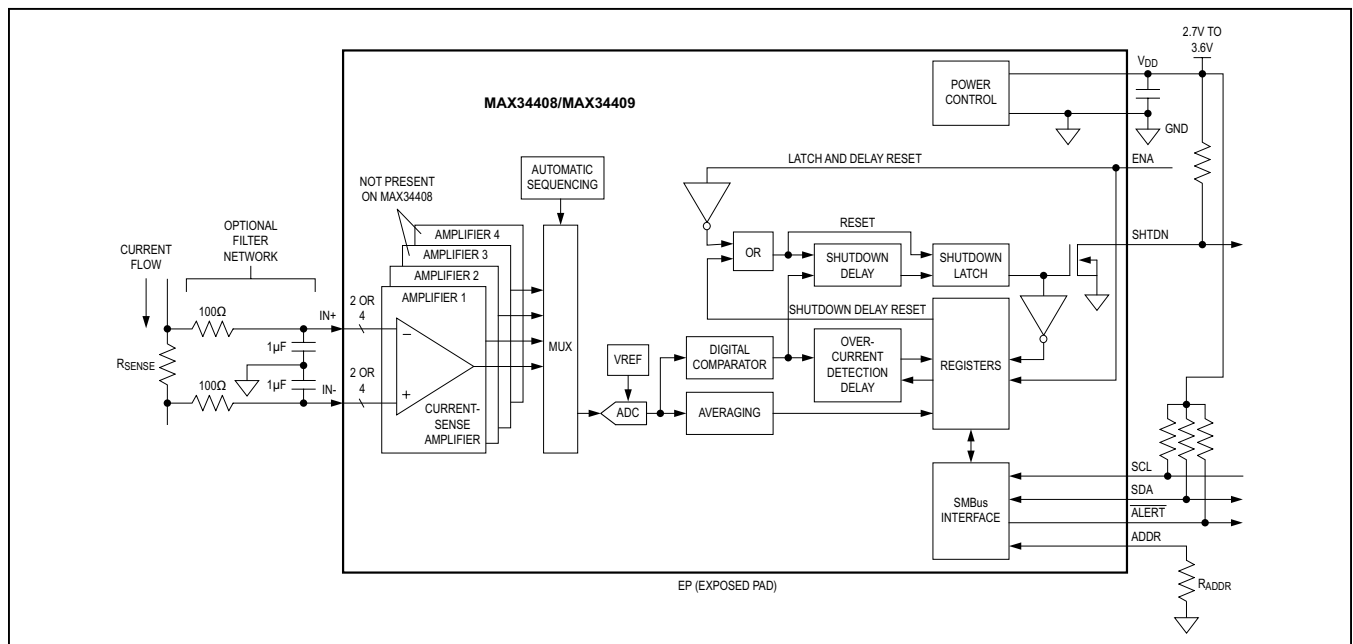 2.7V TO
3.6V
VDD
POWER
CONTROL
GND
MAX34408/MAX34409
LATCH AND DELAY RESET
ENA
AUTOMATIC
SEQUENCING
NOT PRESENT
ON MAX34408
OPTIONAL
FILTER
NETWORK
CURRENT
FLOW
AMPLIFIER 4
AMPLIFIER 3
AMPLIFIER 2
AMPLIFIER 1
OR
RESET
SHUTDOWN
DELAY
SHUTDOWN
LATCH
SHTDN
SHUTDOWN DELAY RESET
100Ω
IN+
2 OR
4
1µF
RSENSE
1µF
100Ω
IN-
2 OR
4
−
+
CURRENT-
SENSE
AMPLIFIER
MUX
VREF
ADC
DIGITAL
COMPARATOR
OVER-
CURRENT
DETECTION
DELAY
REGISTERS
AVERAGING
SMBus
INTERFACE
SCL
SDA
ALERT
ADDR
RADDR
EP (EXPOSED PAD)